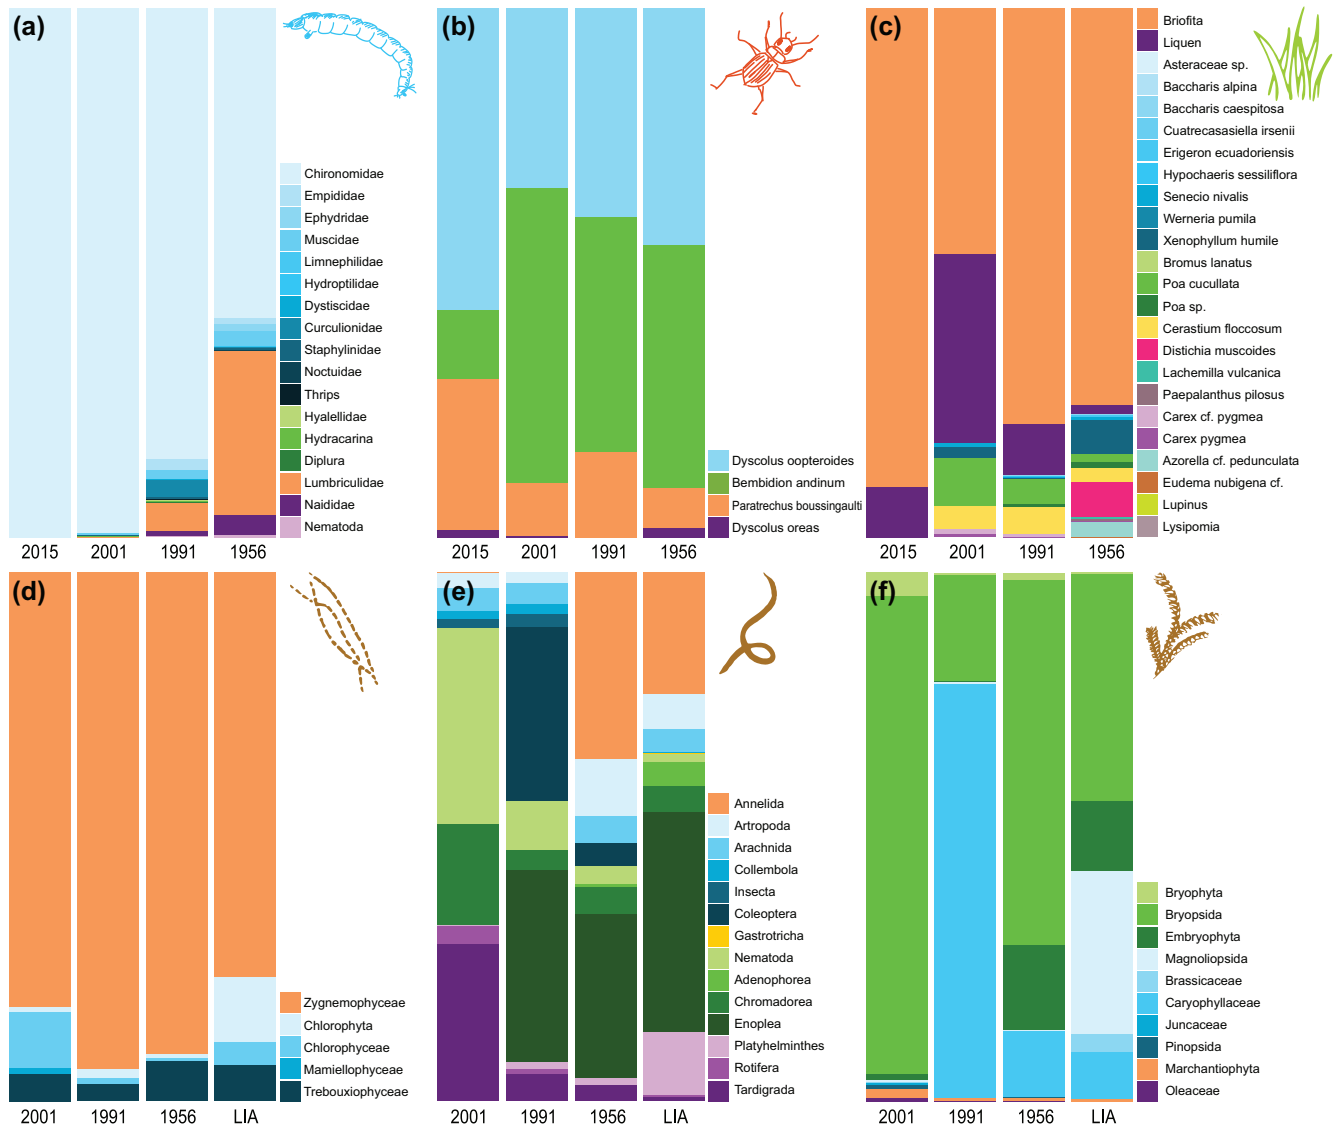 (a)
Chironomidae
Empididae
Ephydridae
Muscidae
Limnephilidae
Hydroptilidae
Dystiscidae
Curculionidae
Staphylinidae
Noctuidae
Thrips
Hyalellidae
Hydracarina
Diplura
Lumbriculidae
Naididae
Nematoda
2015 2001 1991 1956
(b)
Dyscolus oopteroides
Bembidion andinum
Paratrechus boussingaulti
Dyscolus oreas
2015 2001 1991 1956
(c)
Briofita
Liquen
Asteraceae sp.
Baccharis alpina
Baccharis caespitosa
Cuatrecasasiella irsenii
Erigeron ecuadoriensis
Hypochaeris sessiliflora
Senecio nivalis
Werneria pumila
Xenophyllum humile
Bromus lanatus
Poa cucullata
Poa sp.
Cerastium floccosum
Distichia muscoides
Lachemilla vulcanica
Paepalanthus pilosus
Carex cf. pygmea
Carex pygmea
Azorella cf. pedunculata
Eudema nubigena cf.
Lupinus
Lysipomia
2015 2001 1991 1956
(d)
Zygnemophyceae
Chlorophyta
Chlorophyceae
Mamiellophyceae
Trebouxiophyceae
2001 1991 1956 LIA
(e)
Annelida
Artropoda
Arachnida
Collembola
Insecta
Coleoptera
Gastrotricha
Nematoda
Adenophorea
Chromadorea
Enoplea
Platyhelminthes
Rotifera
Tardigrada
2001 1991 1956 LIA
(f)
Bryophyta
Bryopsida
Embryophyta
Magnoliopsida
Brassicaceae
Caryophyllaceae
Juncaceae
Pinopsida
Marchantiophyta
Oleaceae
2001 1991 1956 LIA